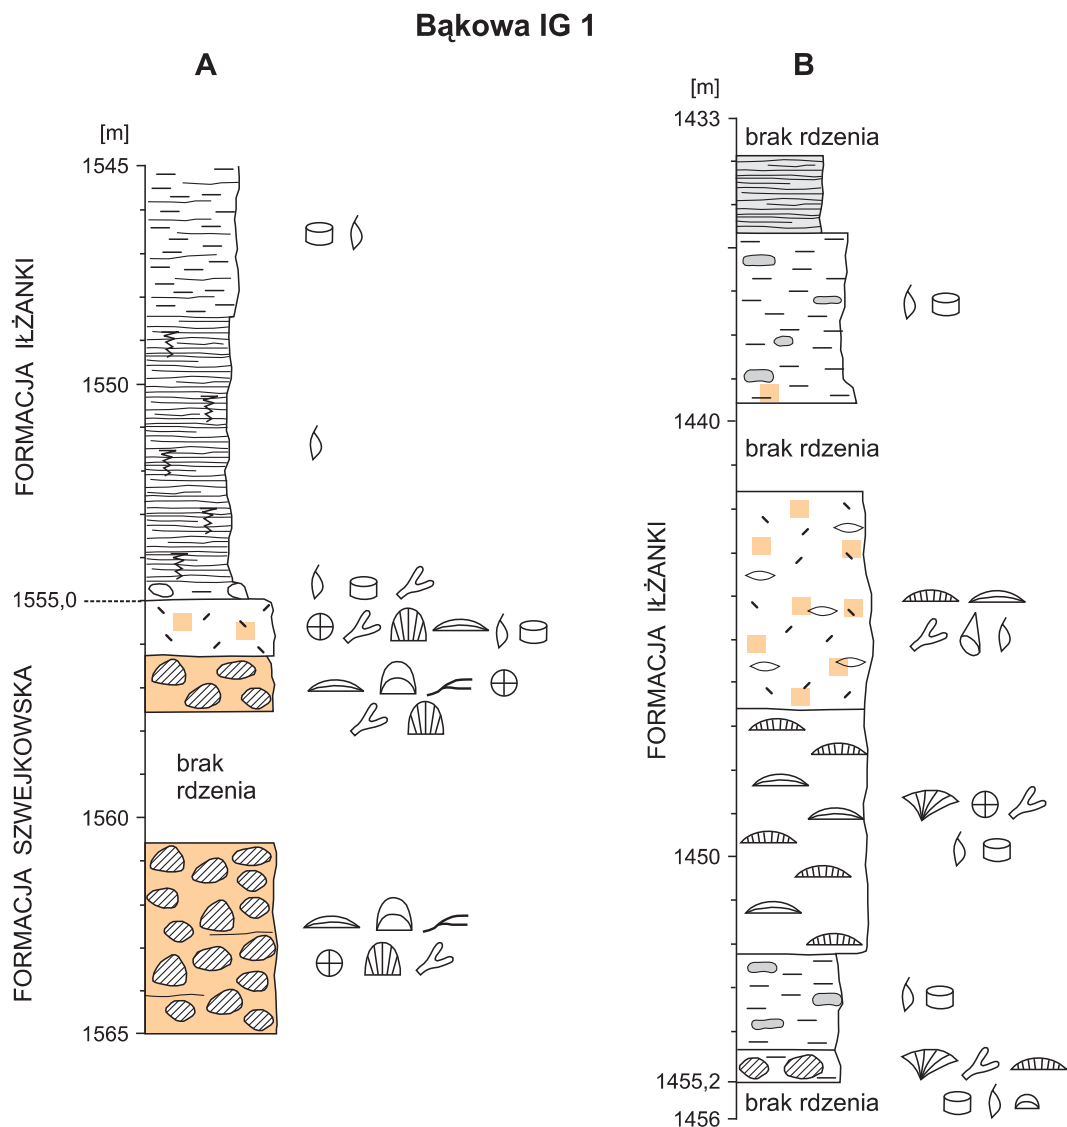 Bąkowa IG 1
A
[m]
1545
1550
1555,0
1560
1565
FORMACJA IŁŻANKI
FORMACJA SZWEJKOWSKA
brak
rdzenia
B
[m]
1433
1440
1450
1455,2
1456
FORMACJA IŁŻANKI
brak rdzenia
brak rdzenia
brak rdzenia